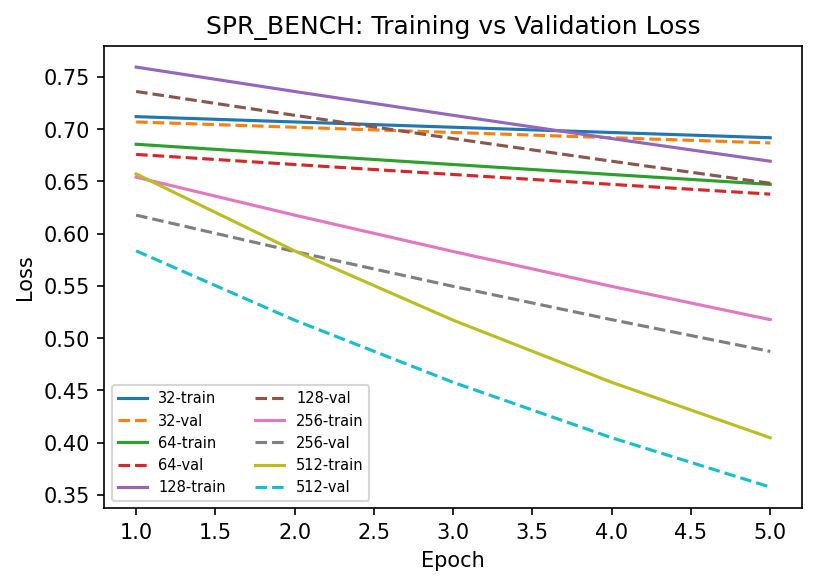 SPR_BENCH: Training vs Validation Loss
Loss
0.75
0.70
0.65
0.60
0.55
0.50
0.45
0.40
0.35
32-train
32-val
64-train
64-val
128-train
128-val
256-train
256-val
512-train
512-val
1.0 1.5 2.0 2.5 3.0 3.5 4.0 4.5 5.0
Epoch